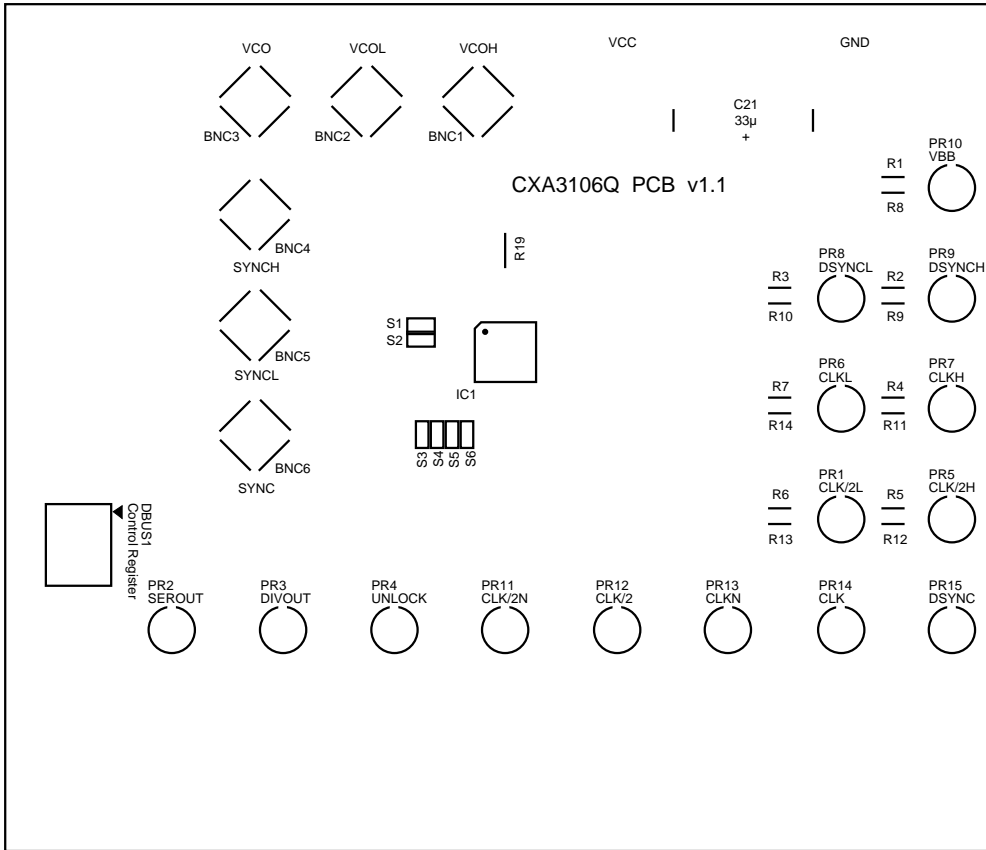 VCO
VCOL
VCOH
VCC
GND
BNC3
BNC2
BNC1
C21
33µ
+
CXA3106Q PCB v1.1
PR10
VBB
R1
R8
BNC4
SYNCH
R19
PR8
DSYNCL
PR9
DSYNCH
R3
R10
R2
R9
S1
S2
BNC5
SYNCL
IC1
PR6
CLKL
PR7
CLKH
R7
R14
R4
R11
S3
S4
S5
S6
BNC6
SYNC
PR1
CLK/2L
PR5
CLK/2H
R6
R13
R5
R12
DBUS1
Control Register
PR2
SEROUT
PR3
DIVOUT
PR4
UNLOCK
PR11
CLK/2N
PR12
CLK/2
PR13
CLKN
PR14
CLK
PR15
DSYNC